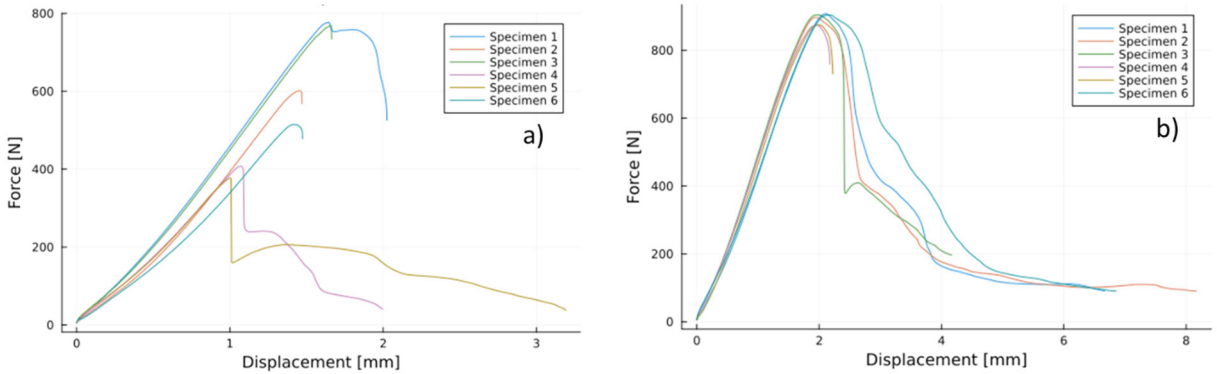 800
600
400
200
0
0
1
2
3
Force [N]
Displacement [mm]
Specimen 1
Specimen 2
Specimen 3
Specimen 4
Specimen 5
Specimen 6
a)
800
600
400
200
0
0
2
4
6
8
Force [N]
Displacement [mm]
Specimen 1
Specimen 2
Specimen 3
Specimen 4
Specimen 5
Specimen 6
b)